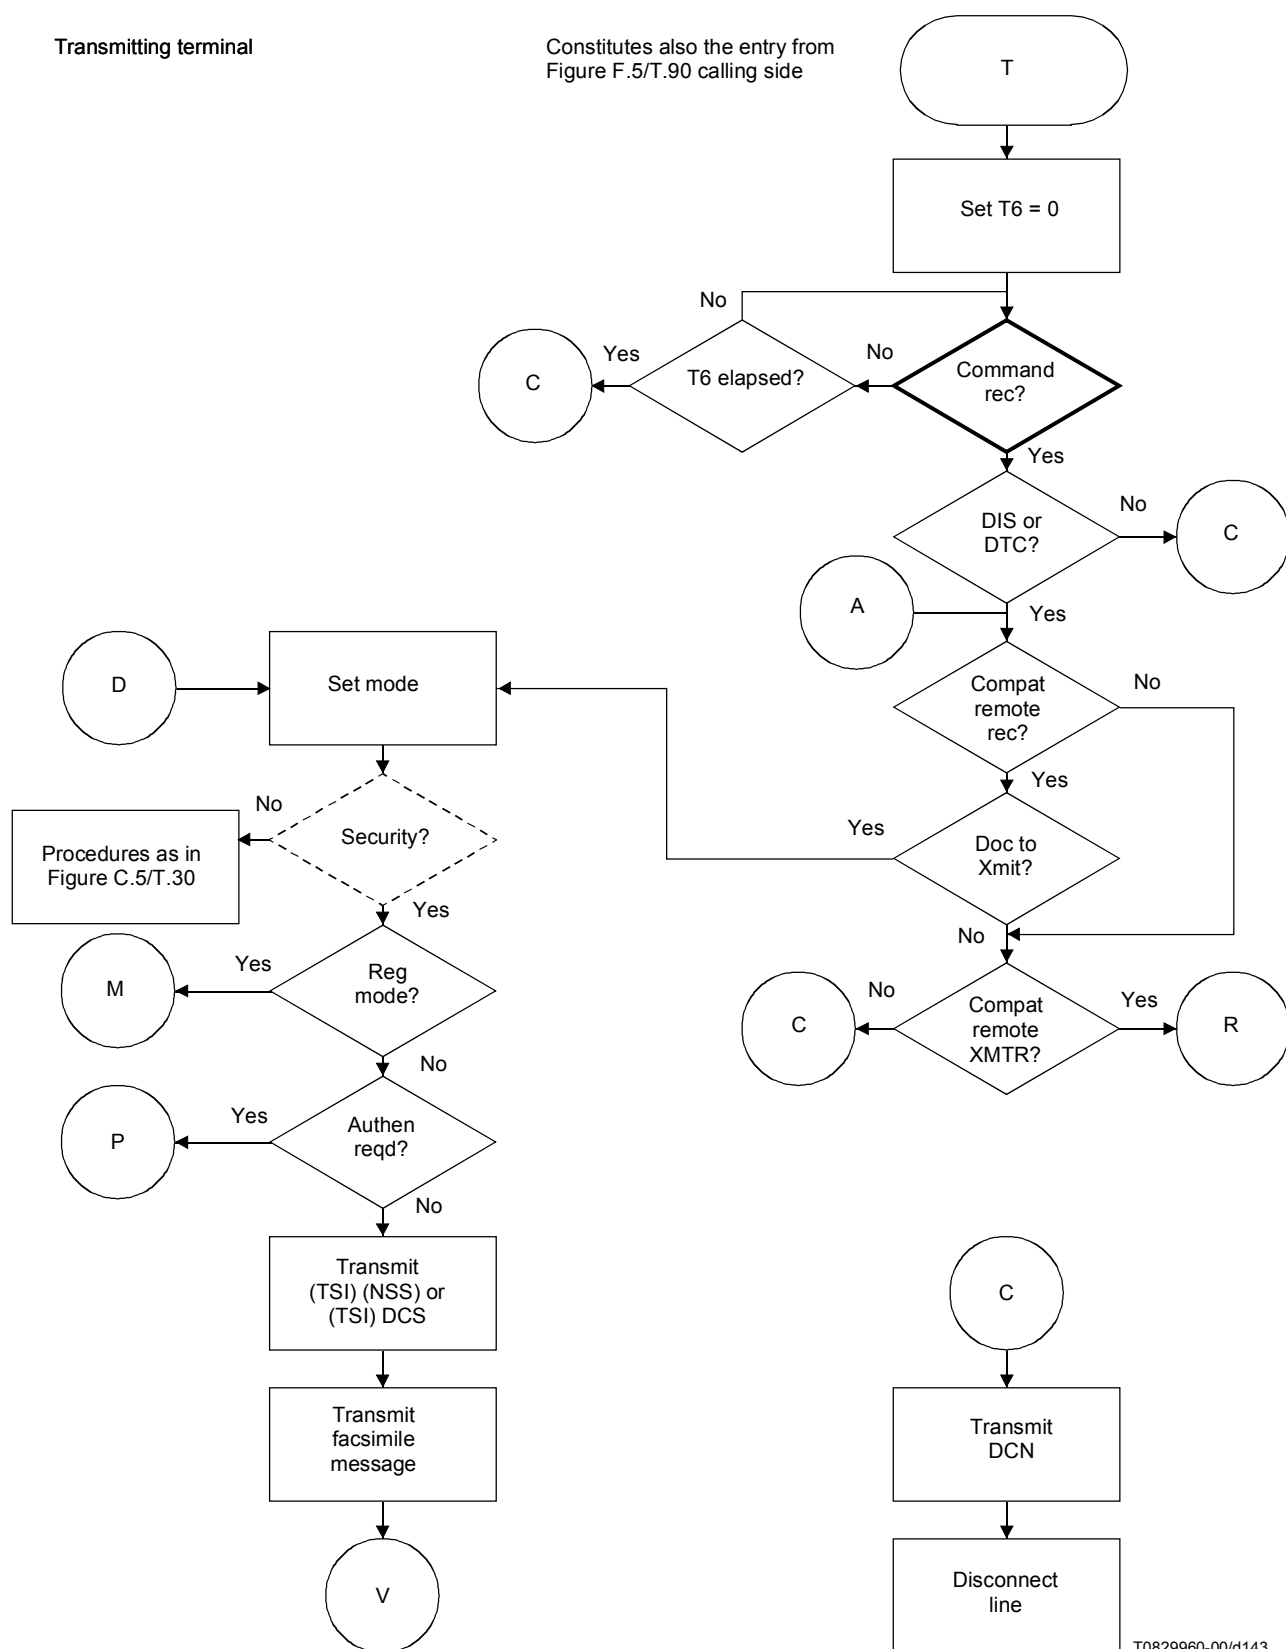 Transmitting terminal
Constitutes also the entry from
Figure F.5/T.90 calling side
T
Set T6 = 0
No
Yes
No
C
T6 elapsed?
Command
rec?
Yes
No
DIS or
DTC?
C
A
Yes
D
Set mode
Compat
remote
rec?
No
Yes
No
Security?
Yes
Doc to
Xmit?
Procedures as in
Figure C.5/T.30
Yes
No
Yes
M
Reg
mode?
No
C
Compat
remote
XMTR?
Yes
R
No
Yes
P
Authen
reqd?
No
Transmit
(TSI) (NSS) or
(TSI) DCS
C
Transmit
facsimile
message
Transmit
DCN
V
Disconnect
line
T0829960-00/d143